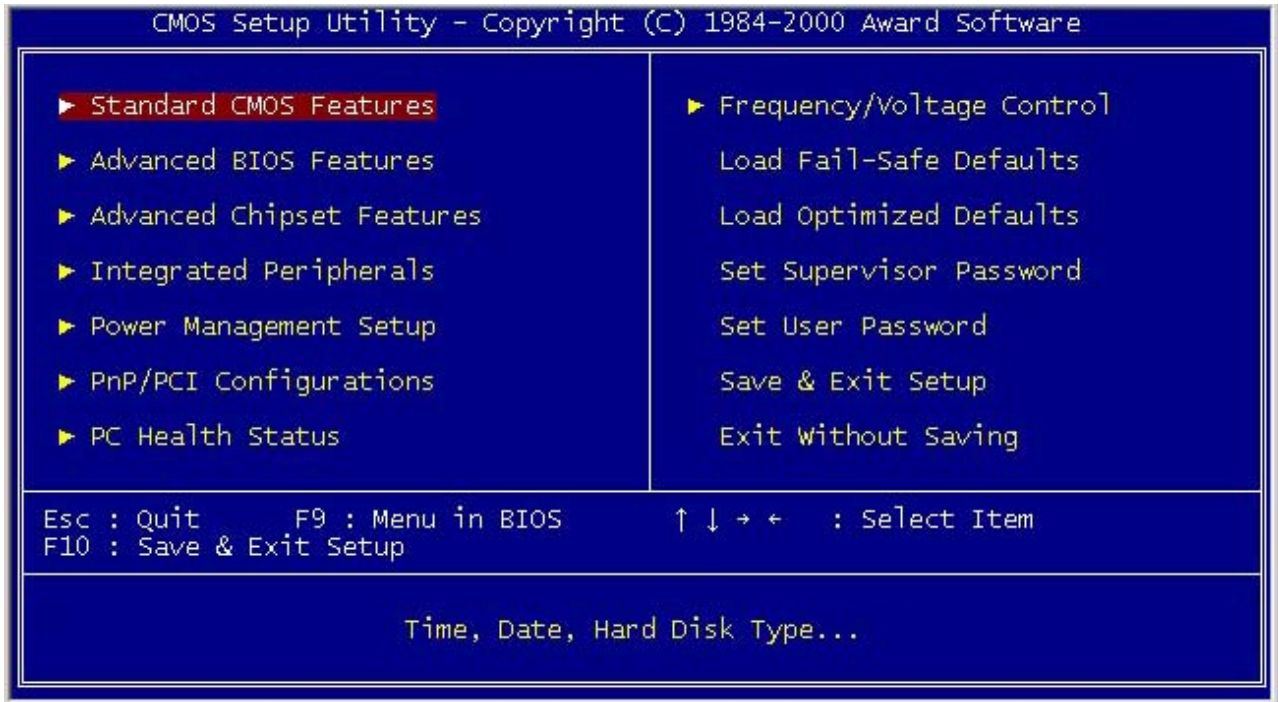 CMOS Setup Utility – Copyright (C) 1984–2000 Award Software
▶ Standard CMOS Features
▶ Advanced BIOS Features
▶ Advanced Chipset Features
▶ Integrated Peripherals
▶ Power Management Setup
▶ PnP/PCI Configurations
▶ PC Health Status
▶ Frequency/Voltage Control
Load Fail-Safe Defaults
Load Optimized Defaults
Set Supervisor Password
Set User Password
Save & Exit Setup
Exit Without Saving
Esc : Quit F9 : Menu in BIOS ↑ ↓ → ← : Select Item
F10 : Save & Exit Setup
Time, Date, Hard Disk Type...